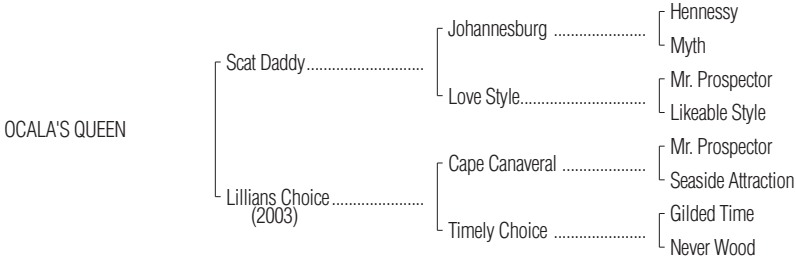 Hennessy
Johannesburg ......................
Myth
Scat Daddy...........................
Mr. Prospector
Love Style.............................
Likeable Style
OCALA'S QUEEN
Mr. Prospector
Cape Canaveral ....................
Seaside Attraction
Lillians Choice.....................
(2003)
Gilded Time
Timely Choice ......................
Never Wood